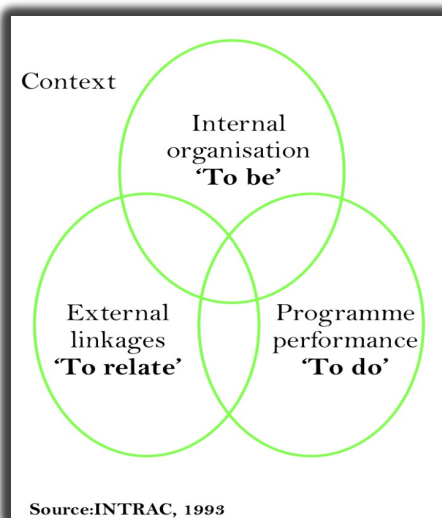 Context
Internal
organisation
‘To be’
External
linkages
‘To relate’
Programme
performance
‘To do’
Source:INTRAC, 1993